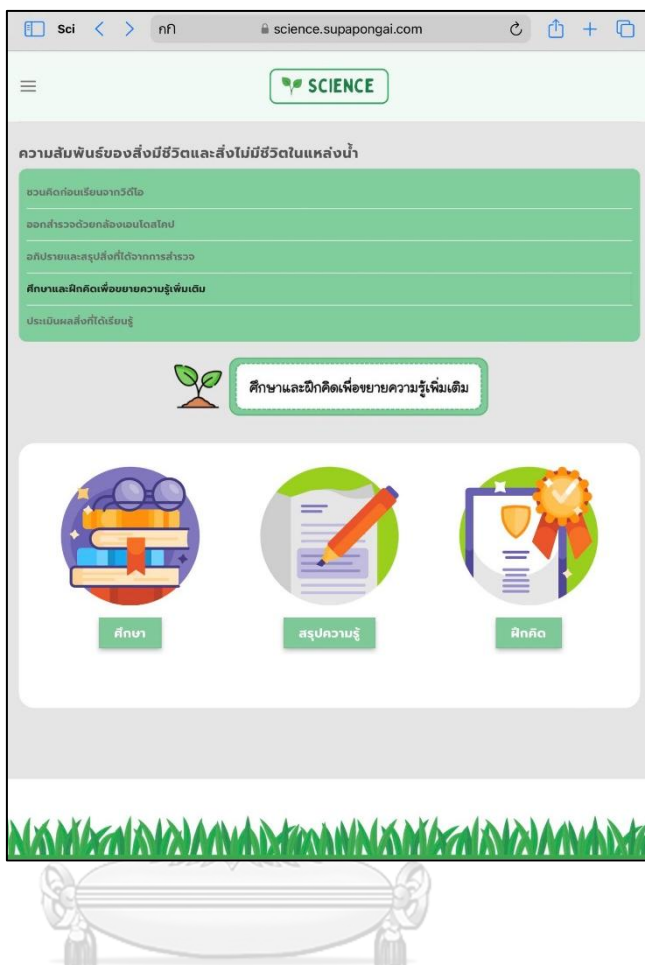 Sci กก science.supapongai.com
SCIENCE
ความสัมพันธ์ของสิ่งมีชีวิตและสิ่งไม่มีชีวิตในแหล่งน้ำ
ชวนคิดก่อนเรียนจากวิดีโอ
ออกสำรวจด้วยกล้องเอนโดสโคป
อภิปรายและสรุปสิ่งที่ได้จากการสำรวจ
ศึกษาและฝึกคิดเพื่อขยายความรู้เพิ่มเติม
ประเมินผลสิ่งที่ได้เรียนรู้
ศึกษาและฝึกคิดเพื่อขยายความรู้เพิ่มเติม
ศึกษา สรุปความรู้ ฝึกคิด